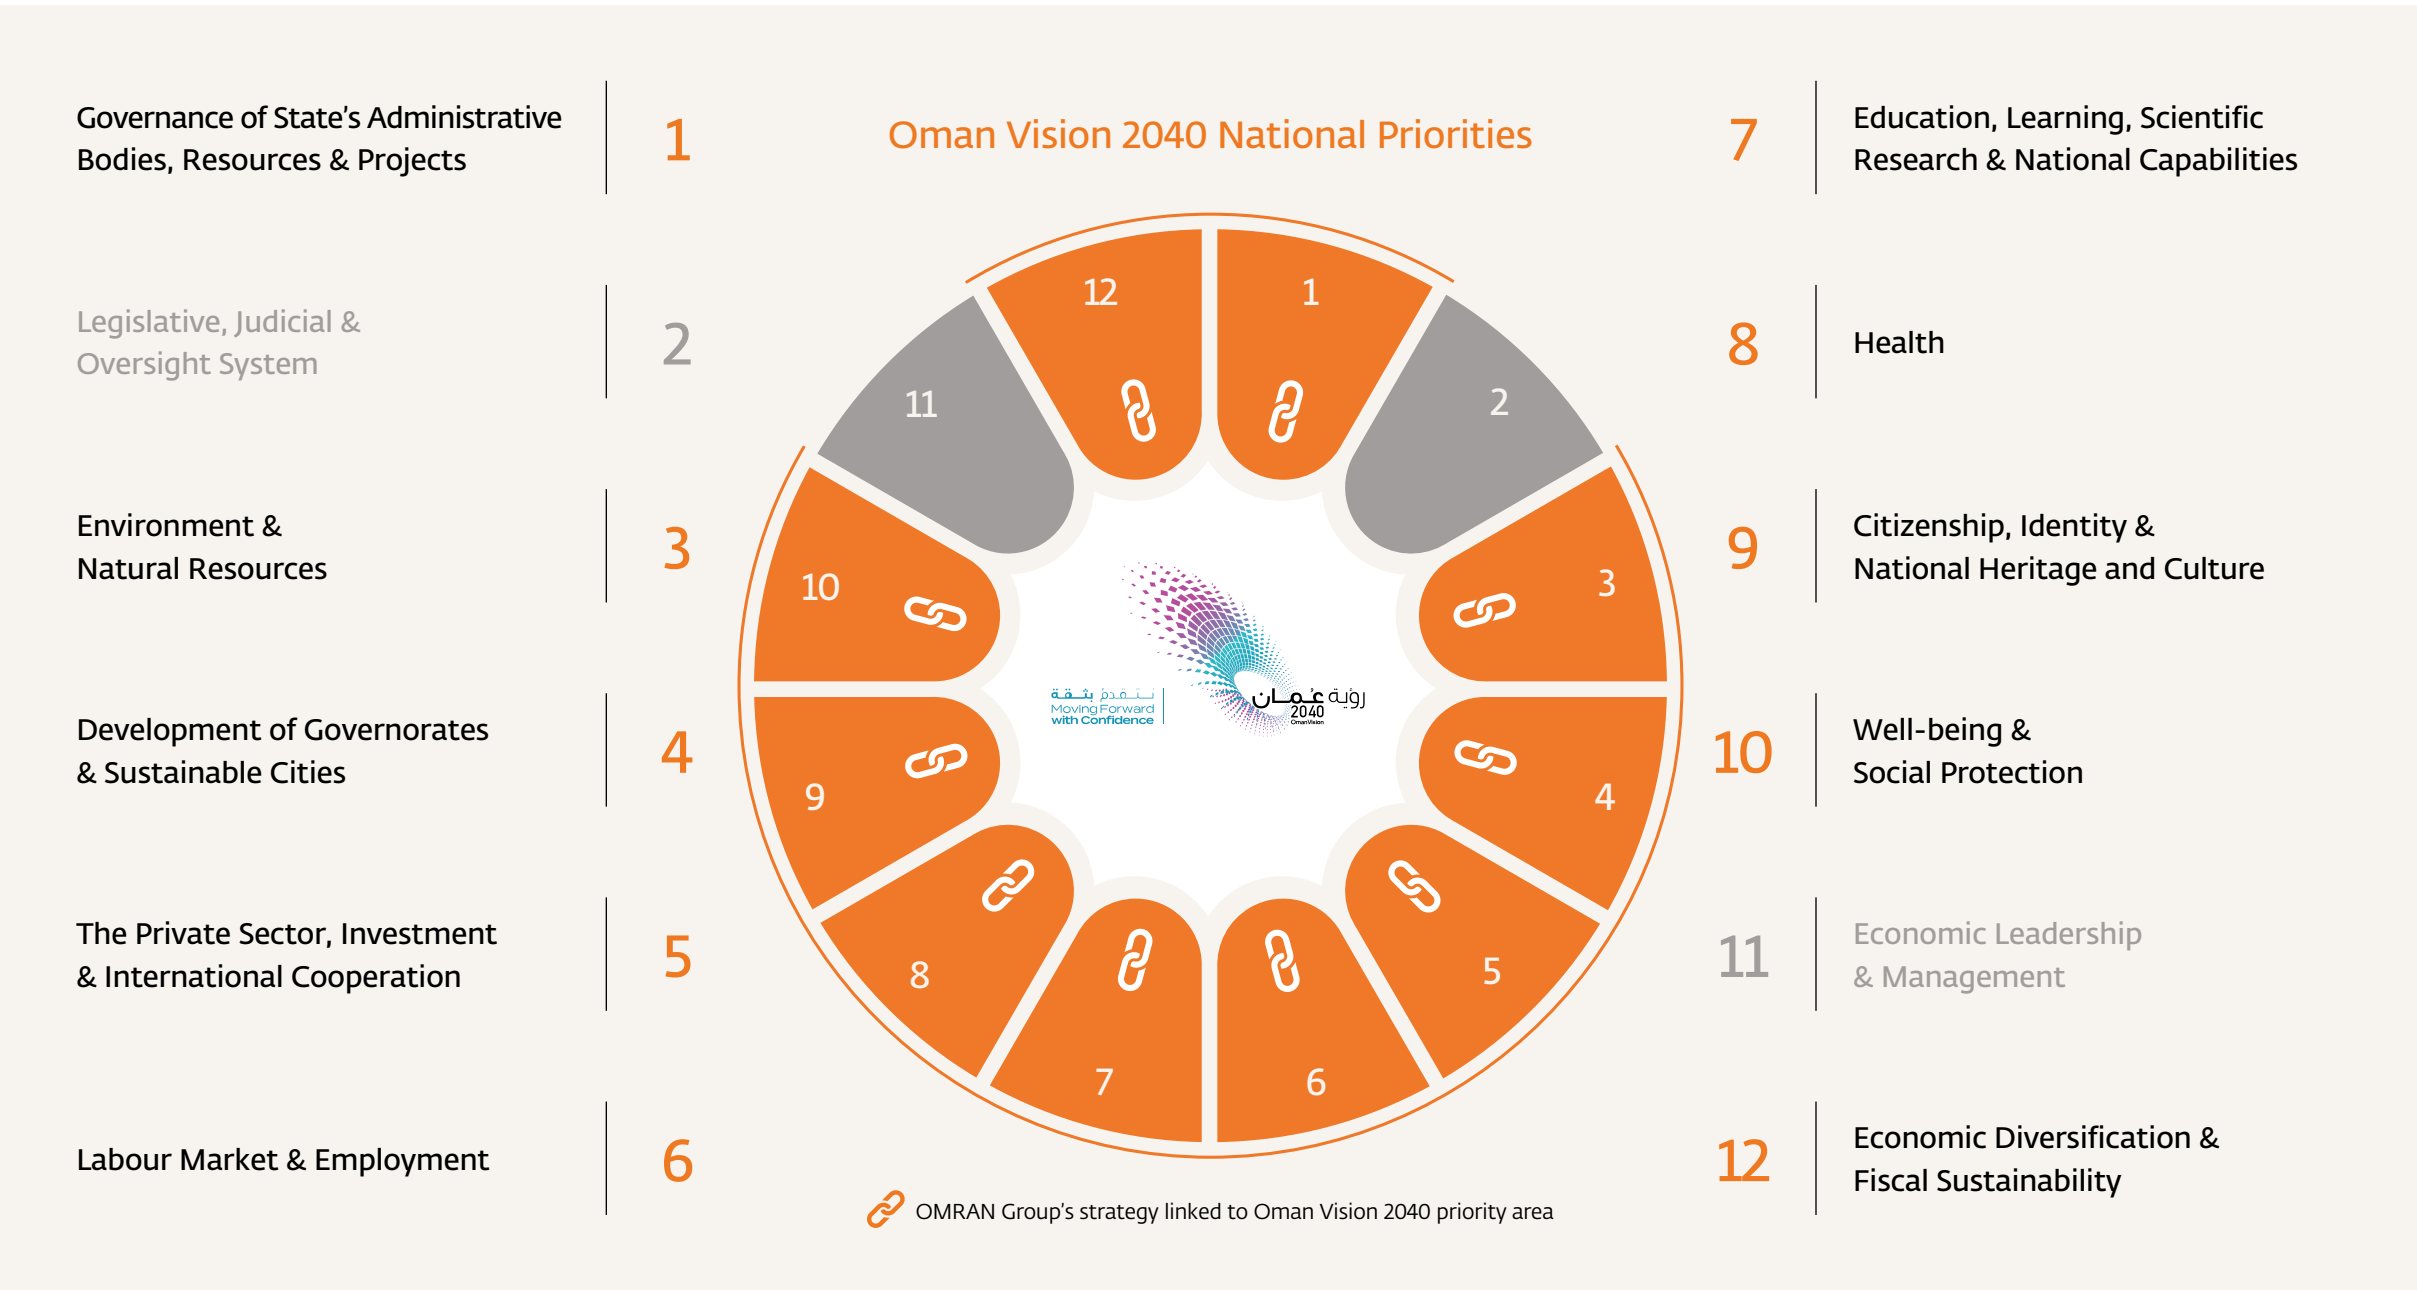 Oman Vision 2040 National Priorities
Governance of State's Administrative
Bodies, Resources & Projects
1
Legislative, Judicial &
Oversight System
2
Environment &
Natural Resources
3
Development of Governorates
& Sustainable Cities
4
The Private Sector, Investment
& International Cooperation
5
Labour Market & Employment
6
7
Education, Learning, Scientific
Research & National Capabilities
8
Health
9
Citizenship, Identity &
National Heritage and Culture
10
Well-being &
Social Protection
11
Economic Leadership
& Management
12
Economic Diversification &
Fiscal Sustainability
12
1
11
2
10
3
9
4
8
5
7
6
نتقدم بثقة
Moving Forward
with Confidence
رؤية عُمان
2040
OmanVision
OMRAN Group's strategy linked to Oman Vision 2040 priority area